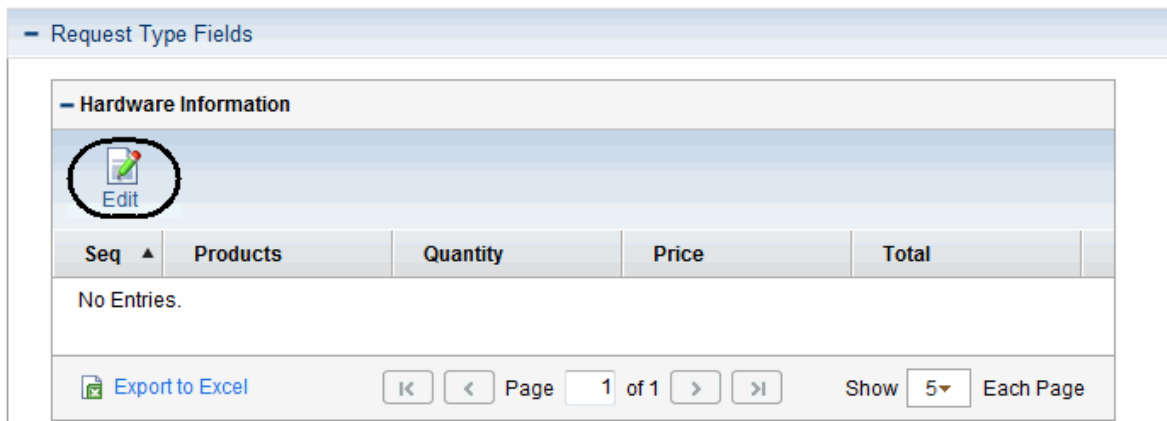 Request Type Fields
Hardware Information
Edit
Seq Products Quantity Price Total
No Entries.
Export to Excel Page 1 of 1 Show 5 Each Page